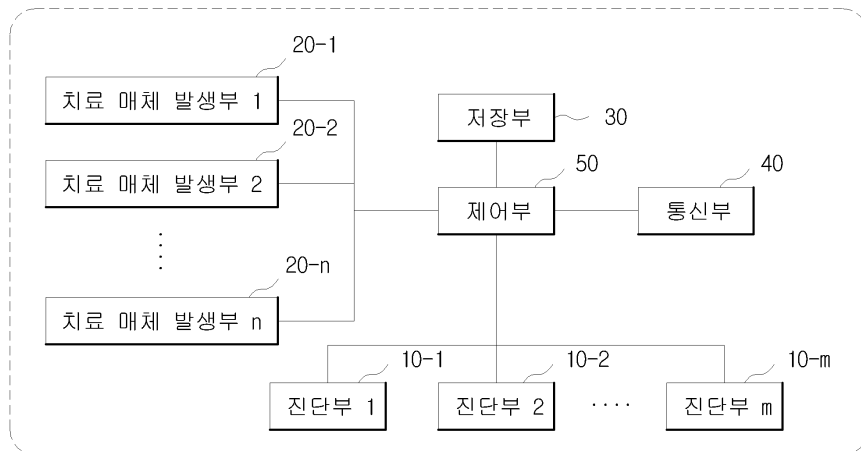 20-1
치료 매체 발생부 1
20-2
저장부 30
치료 매체 발생부 2
50
40
제어부
통신부
20-n
치료 매체 발생부 n
10-1
10-2
10-m
진단부 1
진단부 2
진단부 m